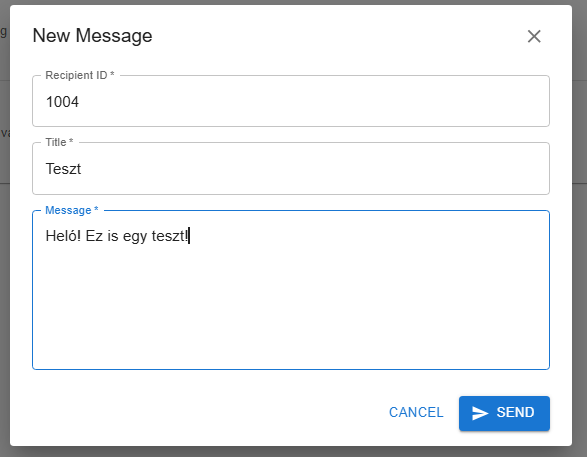 New Message
Recipient ID *
1004
Title *
Teszt
Message *
Heló! Ez is egy teszt!
CANCEL
SEND